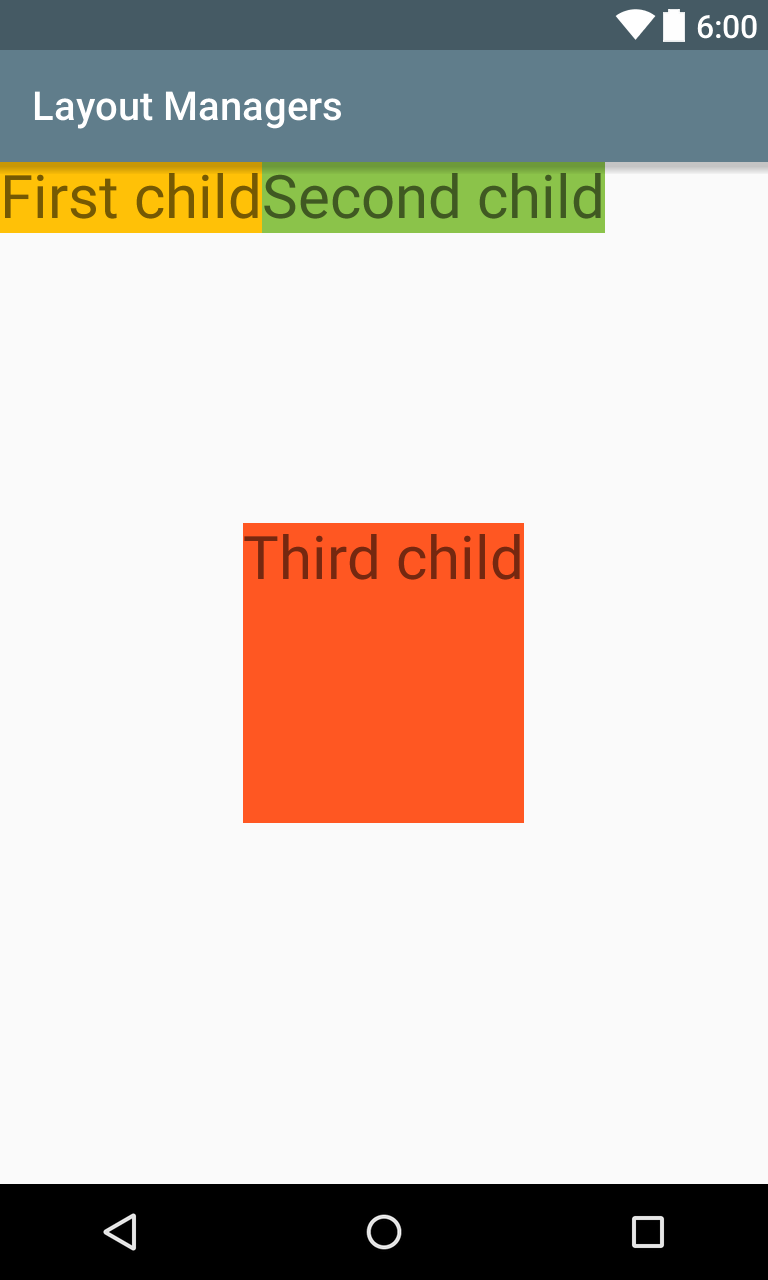 6:00
Layout Managers
First child Second child
Third child